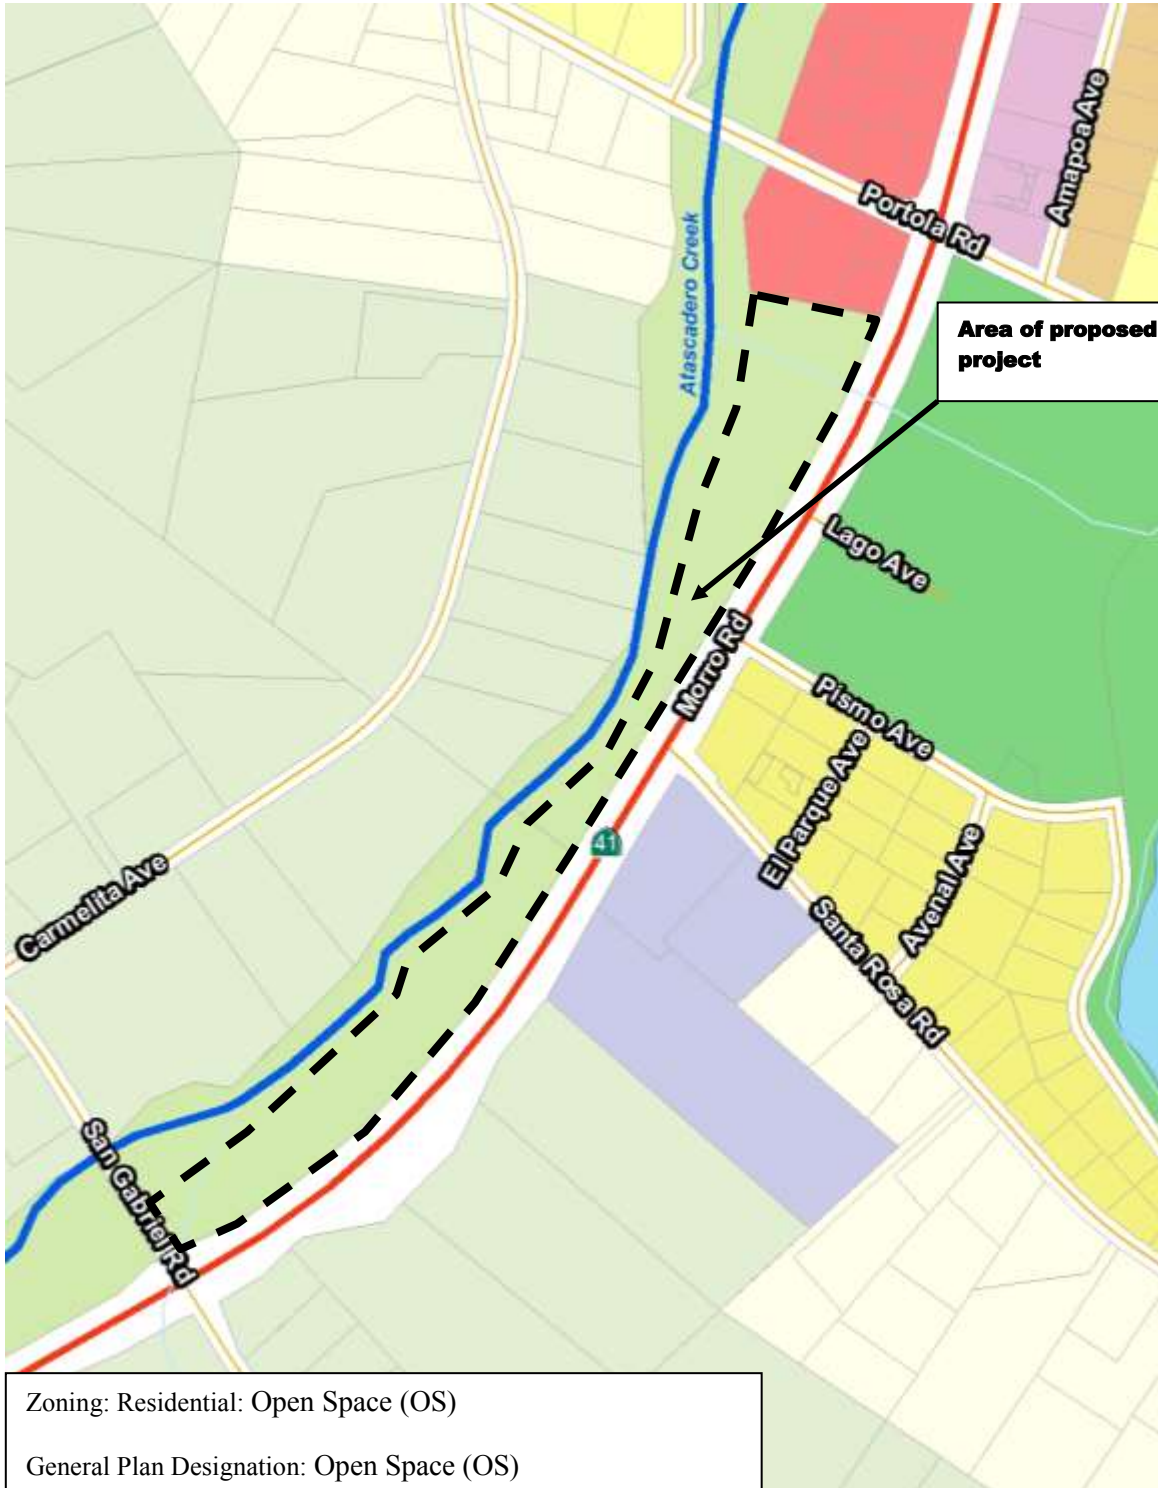 Amapoa Ave
Portola Rd
Atascadero Creek
Area of proposed
project
Lago Ave
Morro Rd
Pismo Ave
El Parque Ave
41
Avenal Ave
Carmelita Ave
Santa Rosa Rd
San Gabriel Rd
Zoning: Residential: Open Space (OS)
General Plan Designation: Open Space (OS)